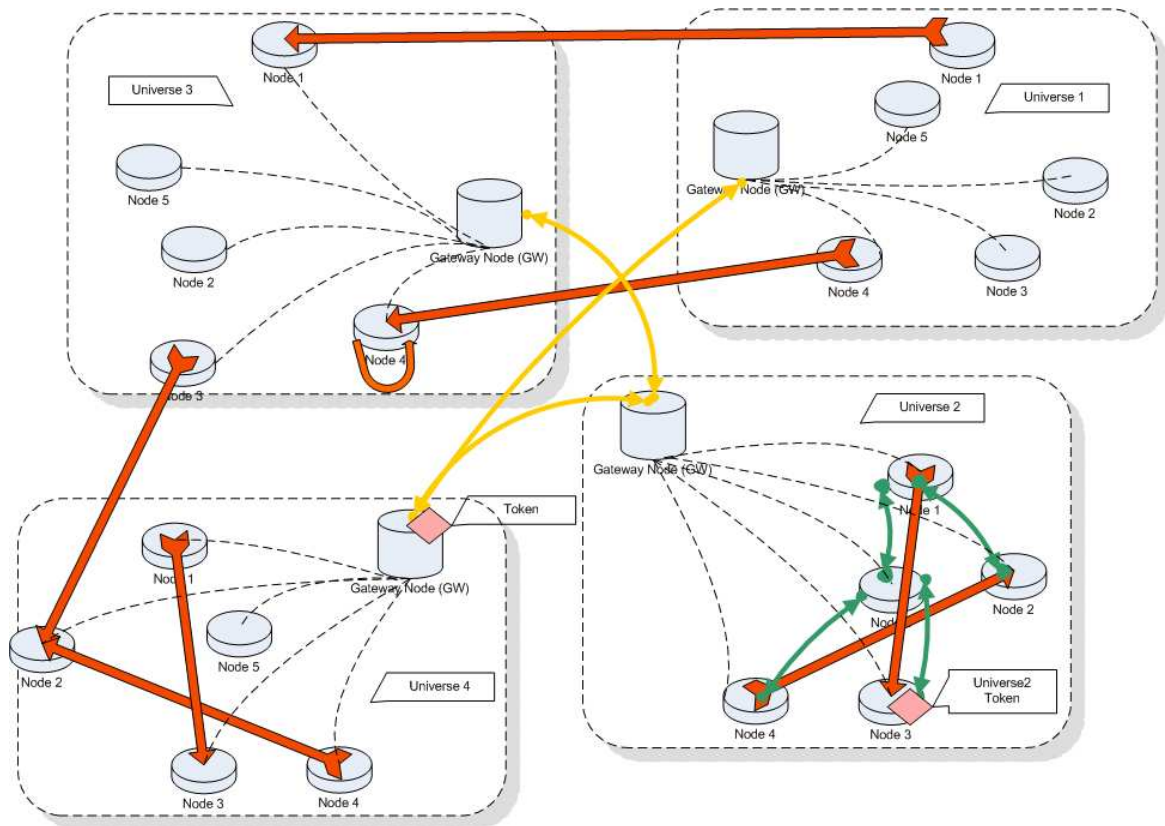 Node 1
Universe 3
Node 5
Node 2
Gateway Node (GW)
Node 4
Node 3
Node 1
Universe 1
Node 5
Gateway Node (GW)
Node 2
Node 4
Node 3
Universe 2
Gateway Node (GW)
Node 1
Node 2
Node
Universe2
Token
Node 4
Node 3
Token
Node 1
Gateway Node (GW)
Node 5
Node 2
Universe 4
Node 3
Node 4